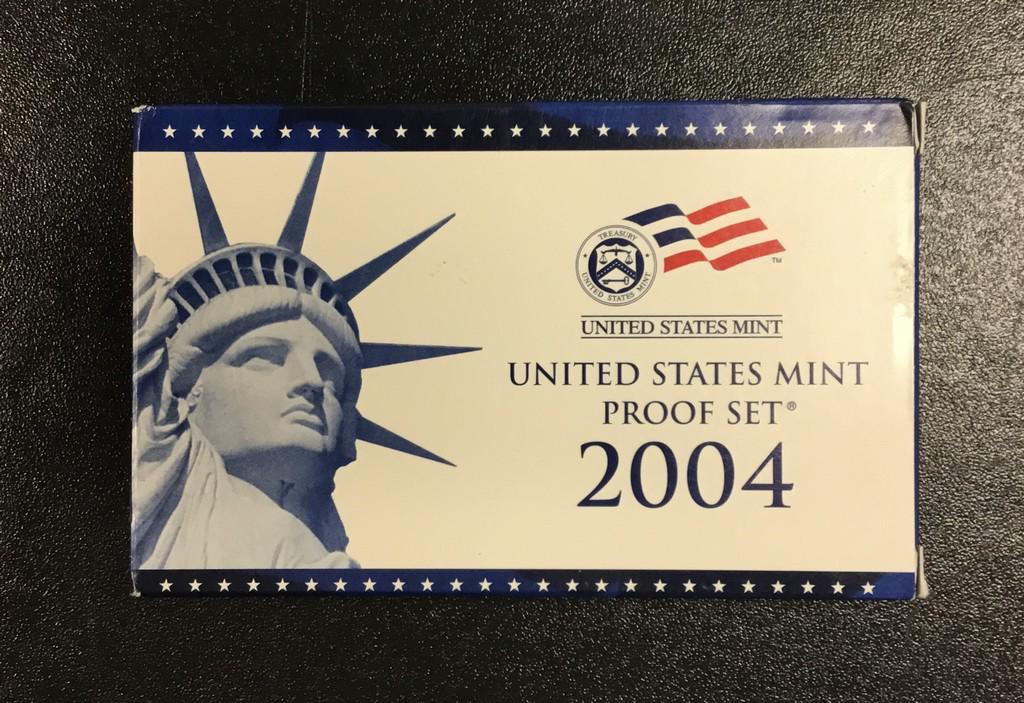 TREASURY
UNITED STATES MINT
TM
UNITED STATES MINT
UNITED STATES MINT
PROOF SET®
2004